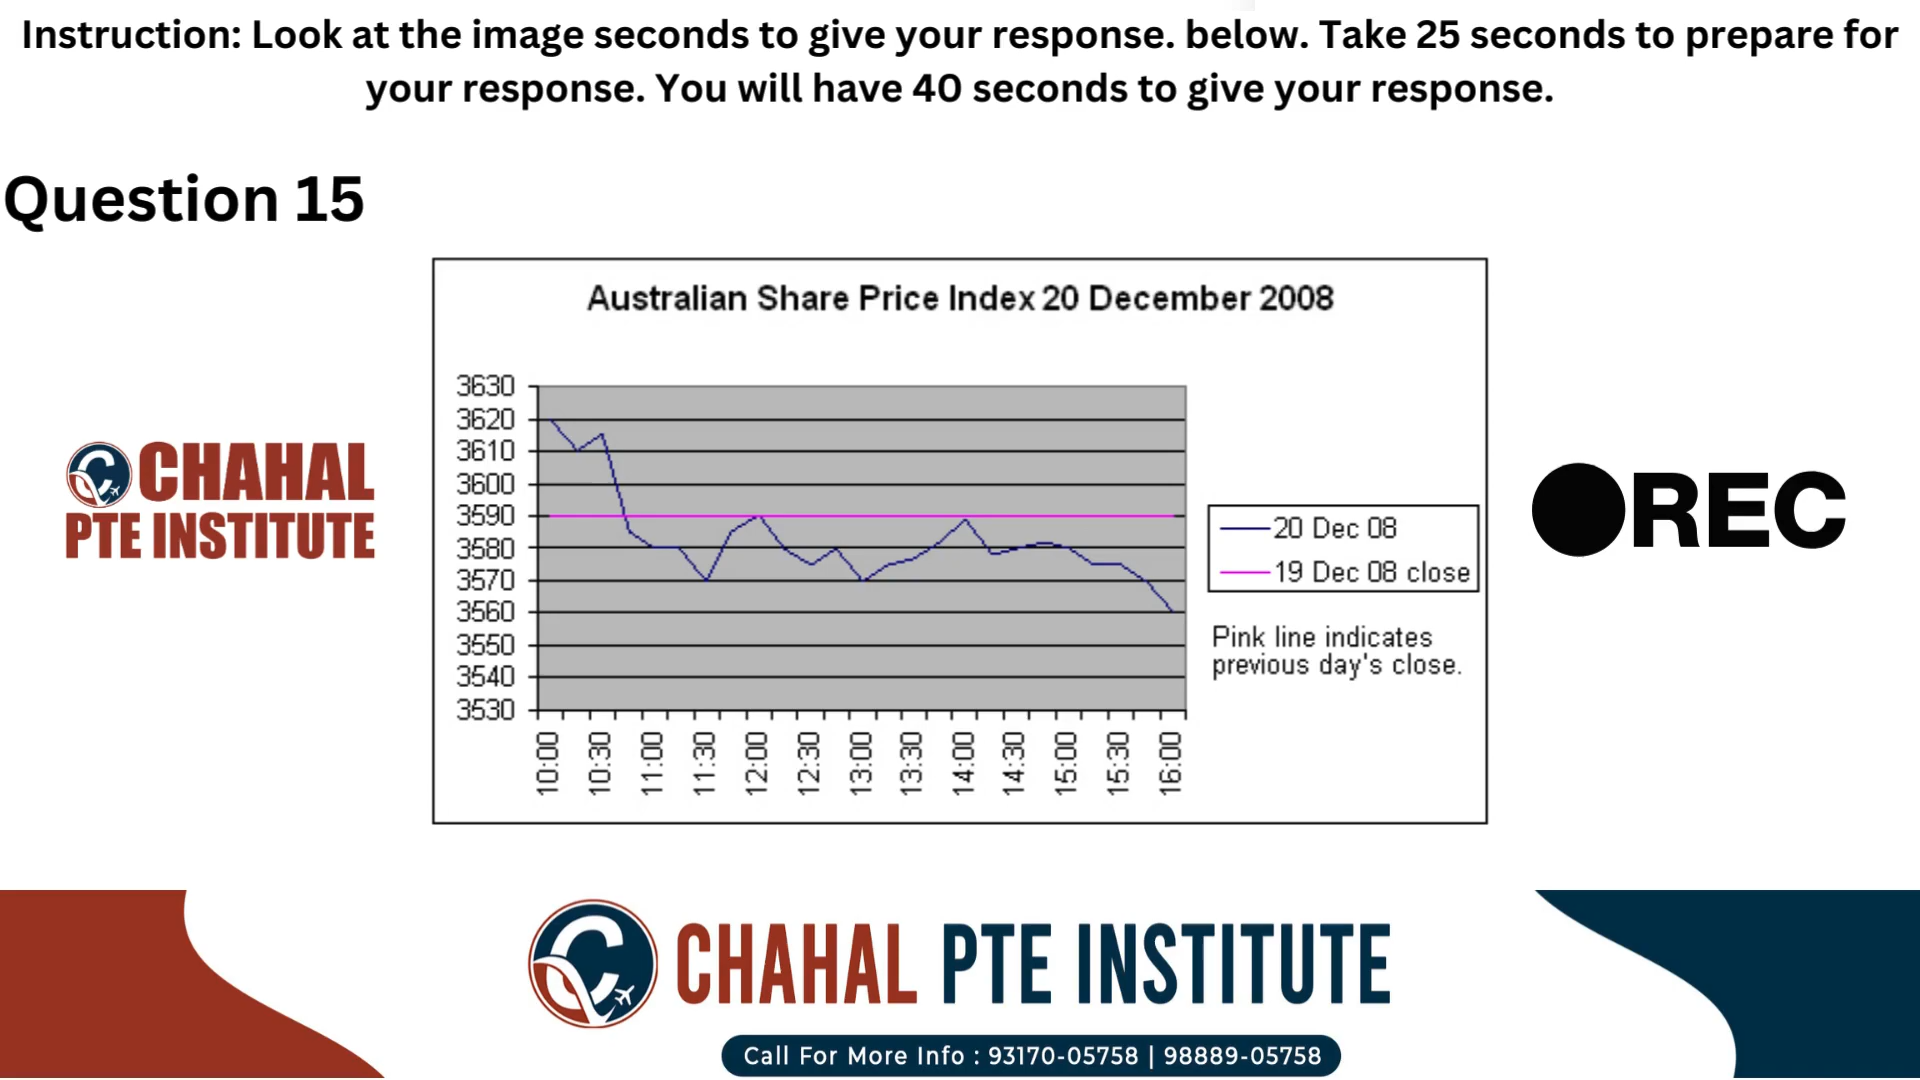 Instruction: Look at the image seconds to give your response. below. Take 25 seconds to prepare for
your response. You will have 40 seconds to give your response.
Question 15
Australian Share Price Index 20 December 2008
3630
3620
3610
3600
3590
3580
3570
3560
3550
3540
3530
10:00
10:30
11:00
11:30
12:00
12:30
13:00
13:30
14:00
14:30
15:00
15:30
16:00
20 Dec 08
19 Dec 08 close
Pink line indicates
previous day's close.
CHAHAL
PTE INSTITUTE
REC
CHAHAL PTE INSTITUTE
Call For More Info : 93170-05758 | 98889-05758